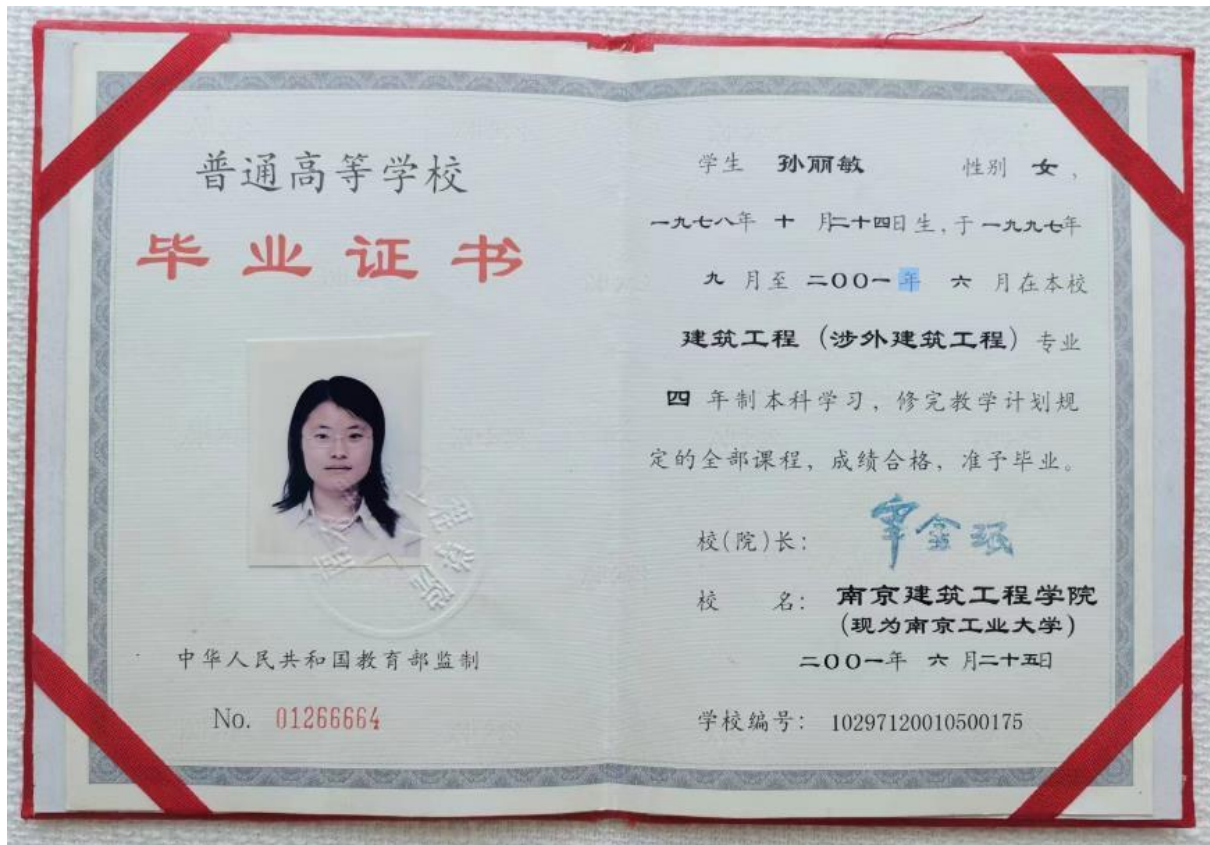 普通高等学校
毕业证书
中华人民共和国教育部监制
No. 01266664
学生 孙丽敏 性别 女,
一九七八年 十 月二十四日生,于一九九七年
九 月至 二OO一年 六 月在本校
建筑工程（涉外建筑工程）专业
四 年制本科学习，修完教学计划规
定的全部课程，成绩合格，准予毕业。
校(院)长:
校 名: 南京建筑工程学院
(现为南京工业大学)
二OO一年 六 月二十五日
学校编号: 10297120010500175